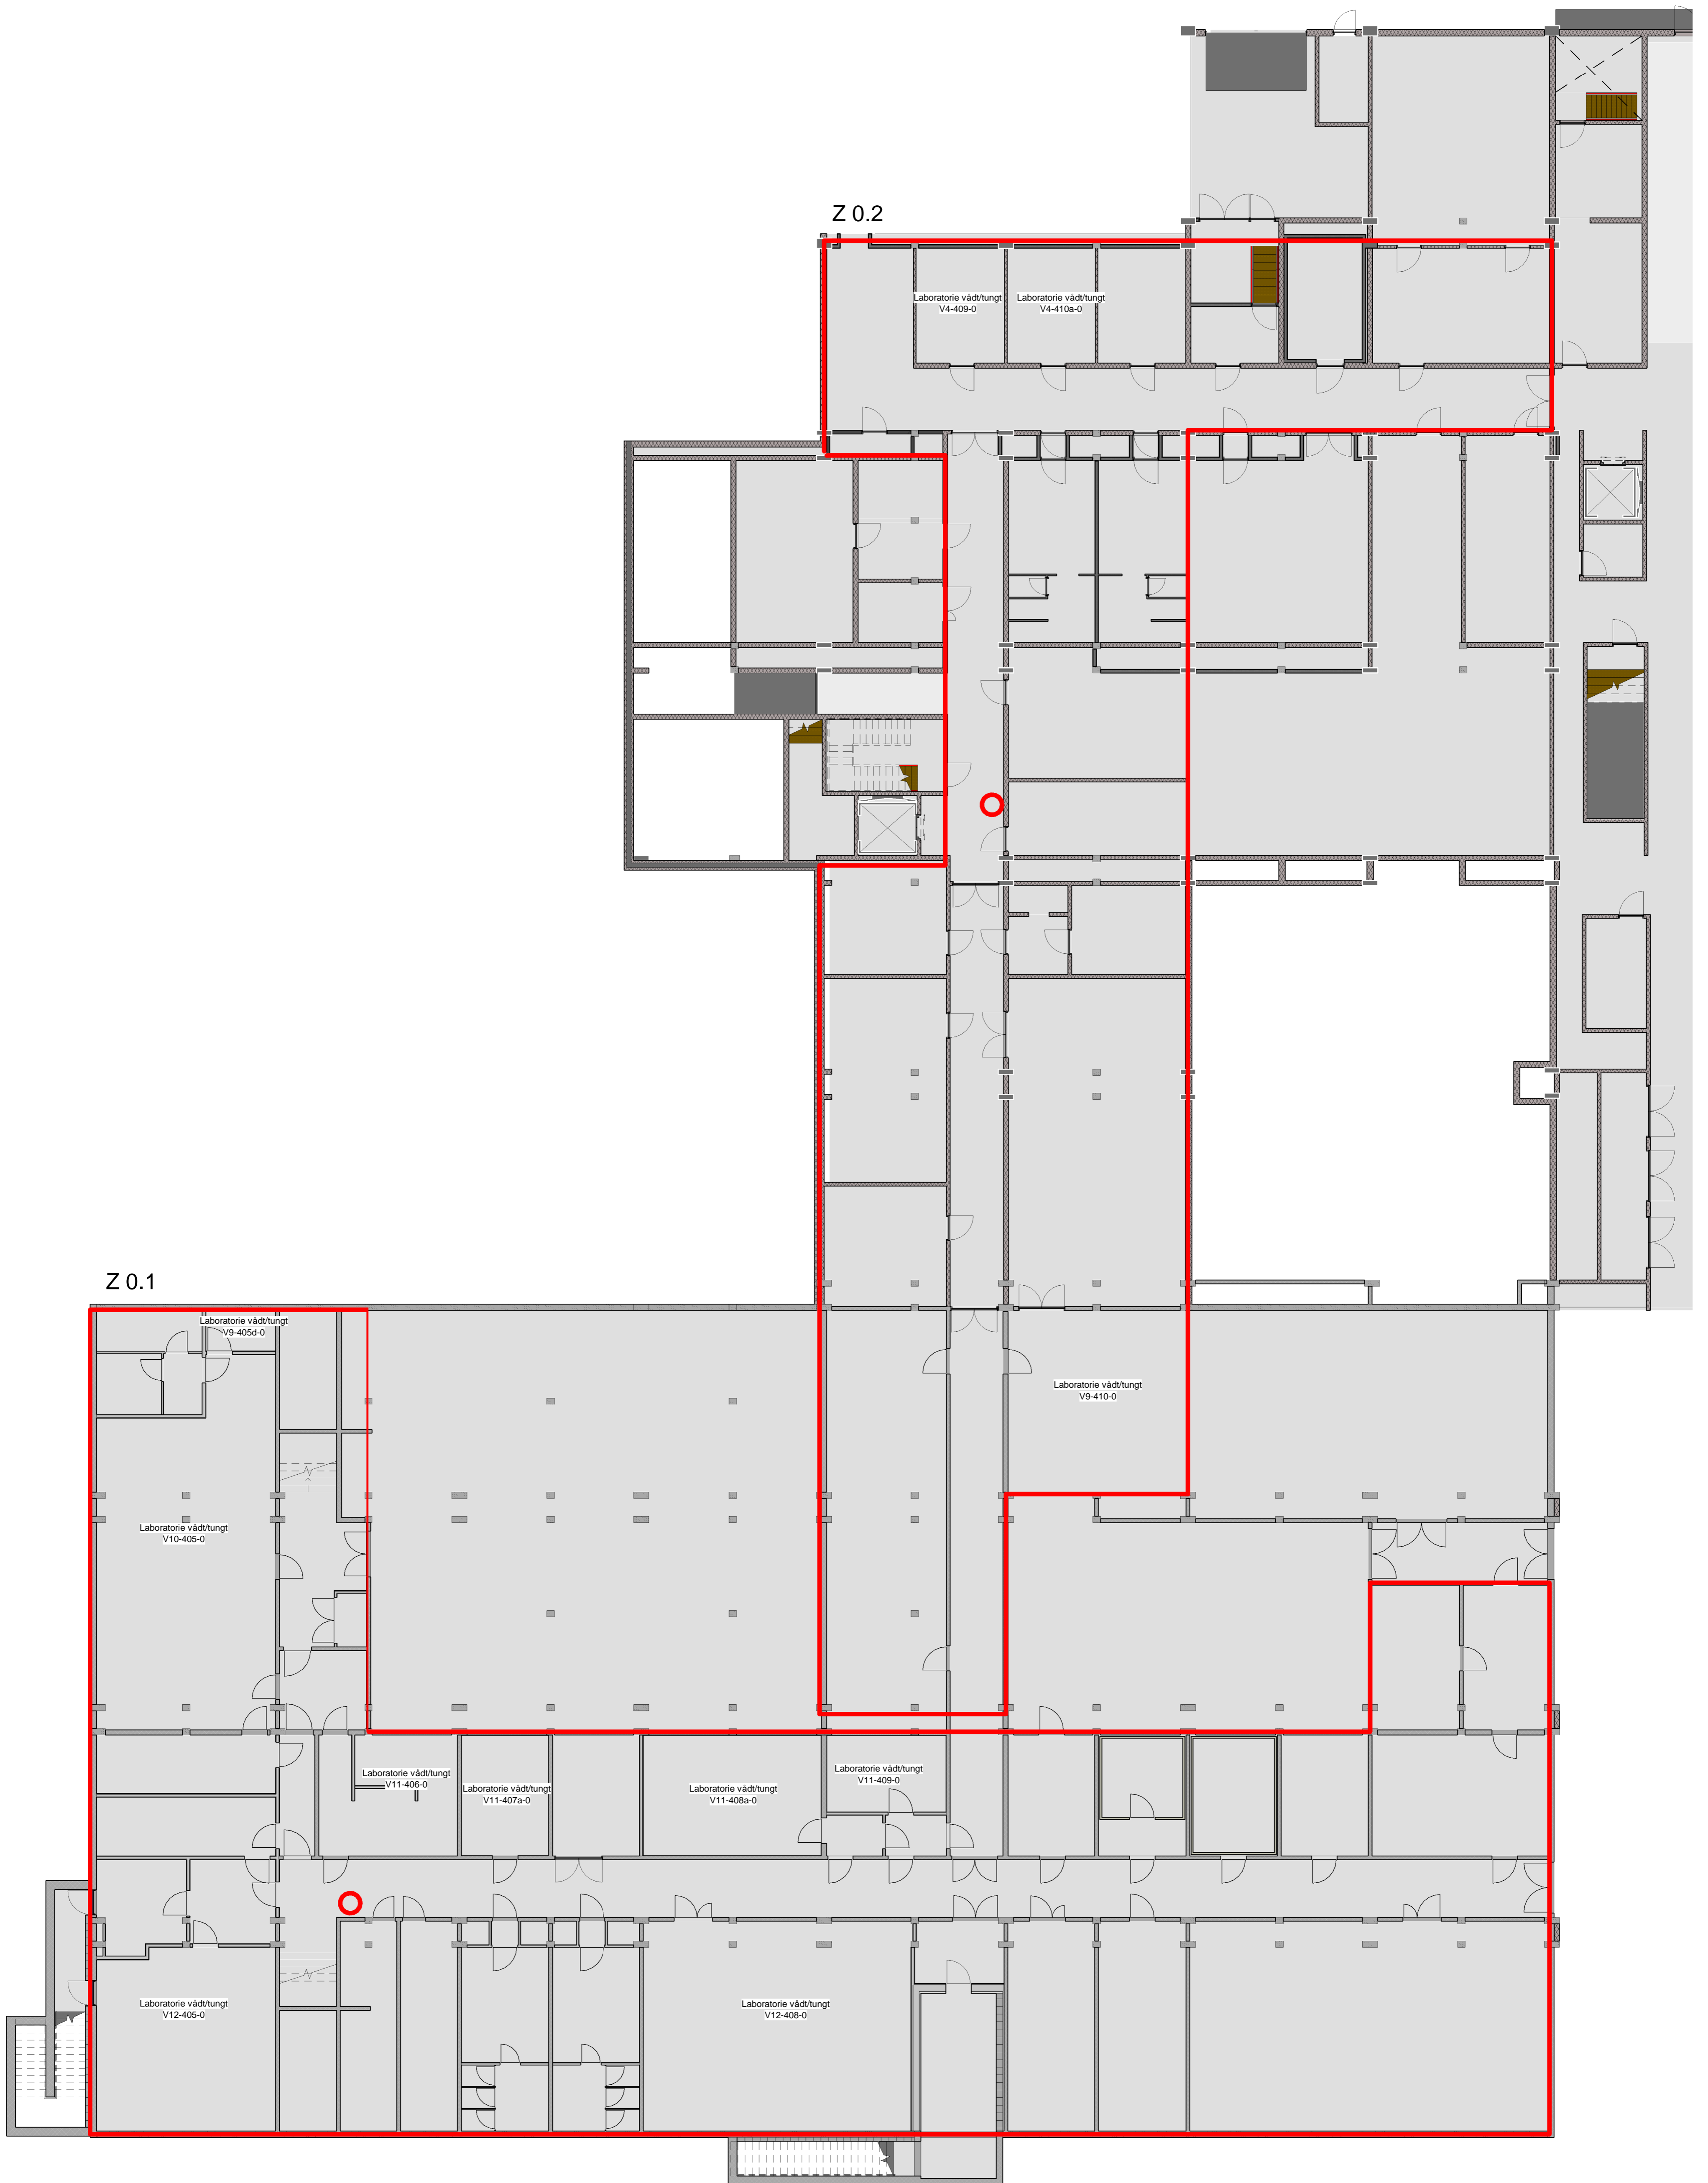 Z 0.2
Laboratorie vådt/tungt
V4-409-0
Laboratorie vådt/tungt
V4-410a-0
Z 0.1
Laboratorie vådt/tungt
V9-405d-0
Laboratorie vådt/tungt
V9-410-0
Laboratorie vådt/tungt
V10-405-0
Laboratorie vådt/tungt
V11-406-0
Laboratorie vådt/tungt
V11-407a-0
Laboratorie vådt/tungt
V11-408a-0
Laboratorie vådt/tungt
V11-409-0
Laboratorie vådt/tungt
V12-405-0
Laboratorie vådt/tungt
V12-408-0